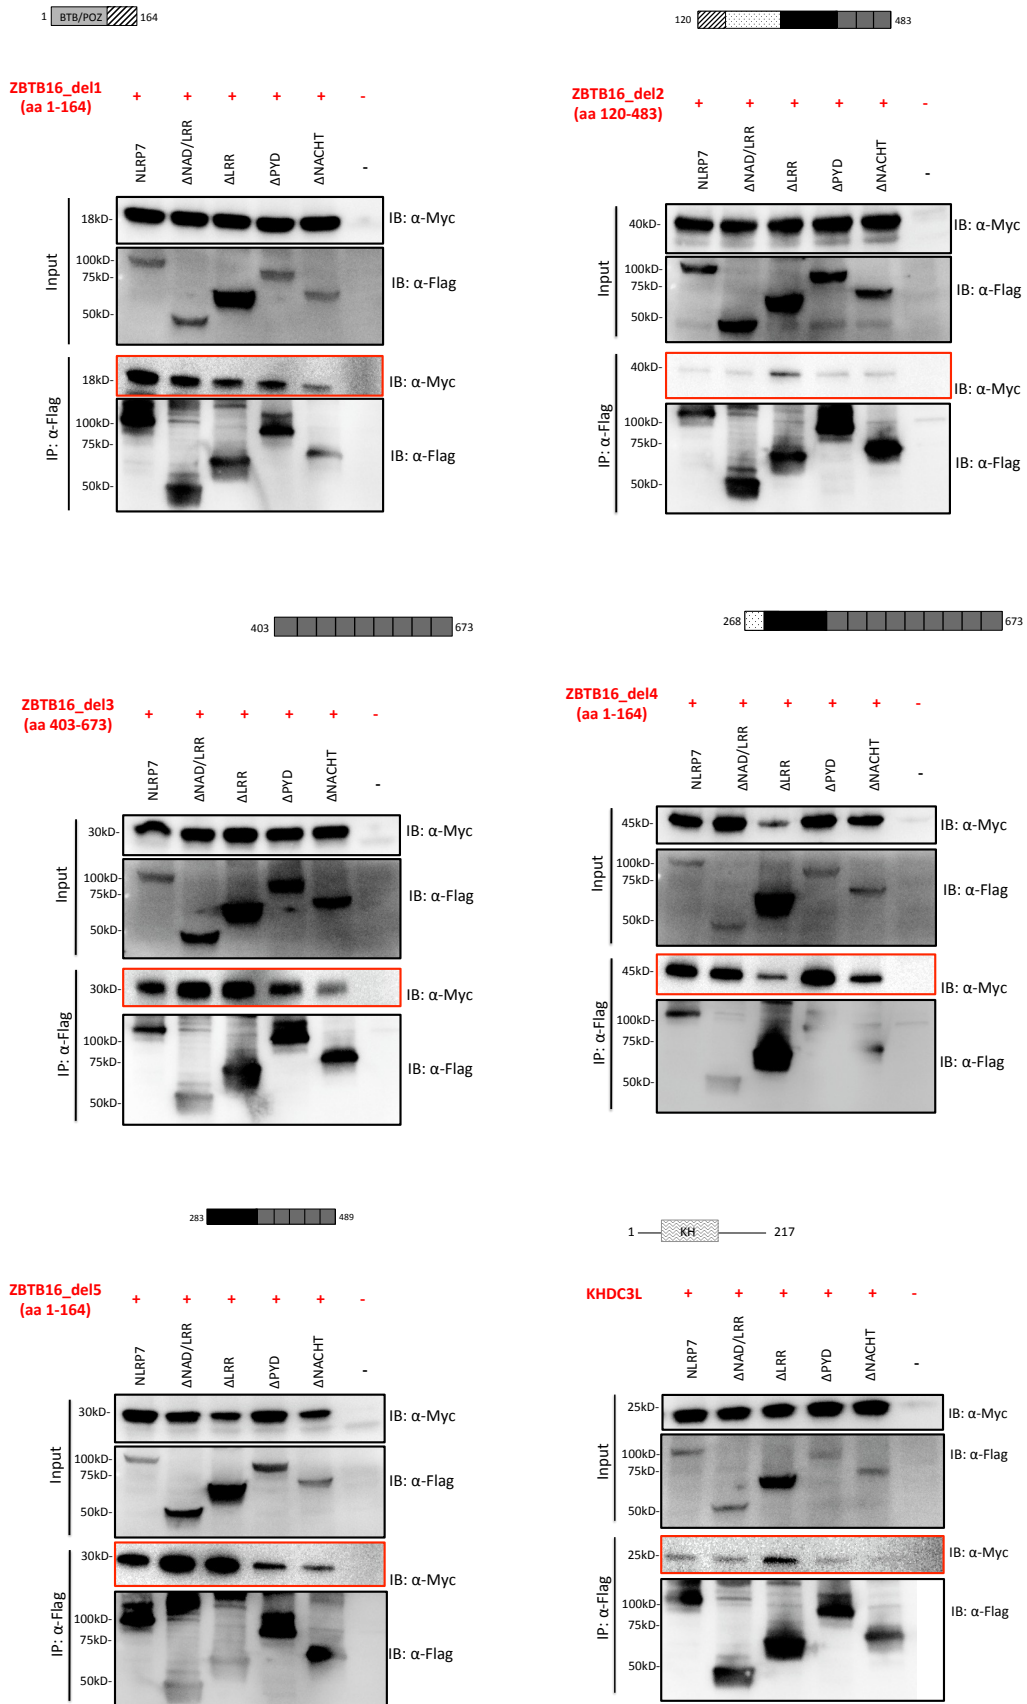 1 BTB/POZ 164
ZBTB16_del1
(aa 1-164)
+ + + + + -
NLRP7 ΔNAD/LRR ΔLRR ΔPYD ΔNACHT -
Input
18kD- IB: α-Myc
100kD-
75kD-
IB: α-Flag
50kD-
IP: α-Flag
18kD- IB: α-Myc
100kD-
75kD-
IB: α-Flag
50kD-
120 483
ZBTB16_del2
(aa 120-483)
+ + + + + -
NLRP7 ΔNAD/LRR ΔLRR ΔPYD ΔNACHT -
Input
40kD- IB: α-Myc
100kD-
75kD-
IB: α-Flag
50kD-
IP: α-Flag
40kD-
IB: α-Myc
100kD-
75kD-
IB: α-Flag
50kD-
403 673
ZBTB16_del3
(aa 403-673)
+ + + + + -
NLRP7 ΔNAD/LRR ΔLRR ΔPYD ΔNACHT -
Input
30kD- IB: α-Myc
100kD-
75kD-
IB: α-Flag
50kD-
IP: α-Flag
30kD- IB: α-Myc
100kD-
75kD-
IB: α-Flag
50kD-
268 673
ZBTB16_del4
(aa 1-164)
+ + + + + -
NLRP7 ΔNAD/LRR ΔLRR ΔPYD ΔNACHT -
Input
45kD- IB: α-Myc
100kD-
75kD-
IB: α-Flag
50kD-
IP: α-Flag
45kD-
IB: α-Myc
100kD-
75kD-
IB: α-Flag
50kD-
283 489
ZBTB16_del5
(aa 1-164)
+ + + + + -
NLRP7 ΔNAD/LRR ΔLRR ΔPYD ΔNACHT -
Input
30kD- IB: α-Myc
100kD-
75kD-
IB: α-Flag
50kD-
IP: α-Flag
30kD-
IB: α-Myc
100kD-
75kD-
IB: α-Flag
50kD-
1 KH 217
KHDC3L
+ + + + + -
NLRP7 ΔNAD/LRR ΔLRR ΔPYD ΔNACHT -
Input
25kD- IB: α-Myc
100kD- IB: α-Flag
75kD-
50kD-
IP: α-Flag
25kD- IB: α-Myc
100kD- IB: α-Flag
75kD-
50kD-